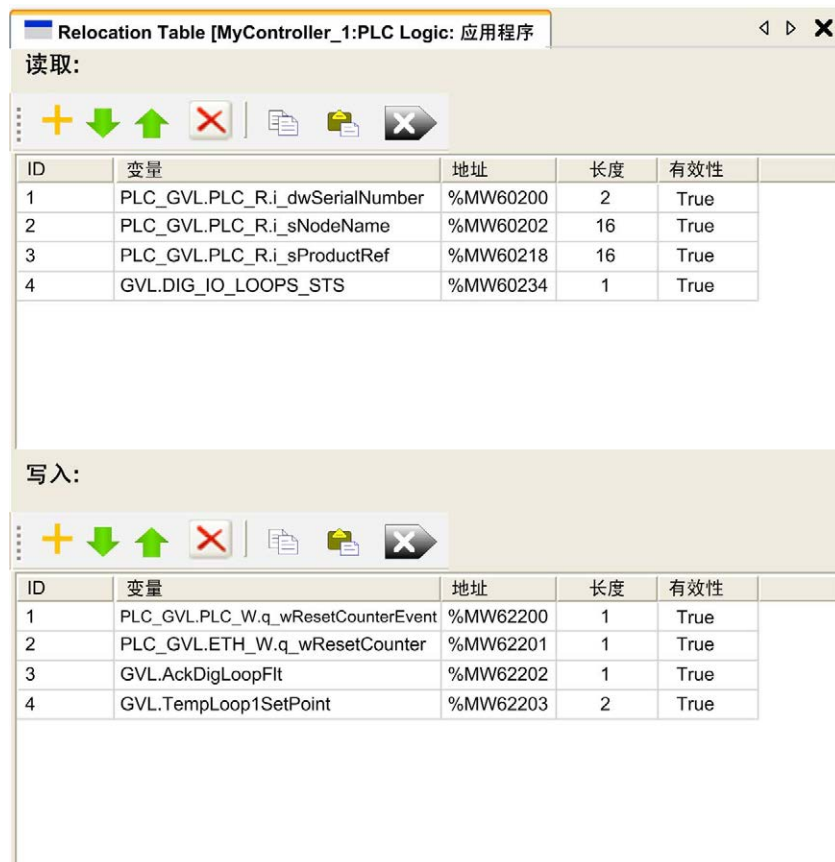 Relocation Table [MyController_1:PLC Logic: 应用程序
读取:
ID 变量 地址 长度 有效性
1 PLC_GVL.PLC_R.i_dwSerialNumber %MW60200 2 True
2 PLC_GVL.PLC_R.i_sNodeName %MW60202 16 True
3 PLC_GVL.PLC_R.i_sProductRef %MW60218 16 True
4 GVL.DIG_IO_LOOPS_STS %MW60234 1 True
写入:
ID 变量 地址 长度 有效性
1 PLC_GVL.PLC_W.q_wResetCounterEvent %MW62200 1 True
2 PLC_GVL.ETH_W.q_wResetCounter %MW62201 1 True
3 GVL.AckDigLoopFlt %MW62202 1 True
4 GVL.TempLoop1SetPoint %MW62203 2 True